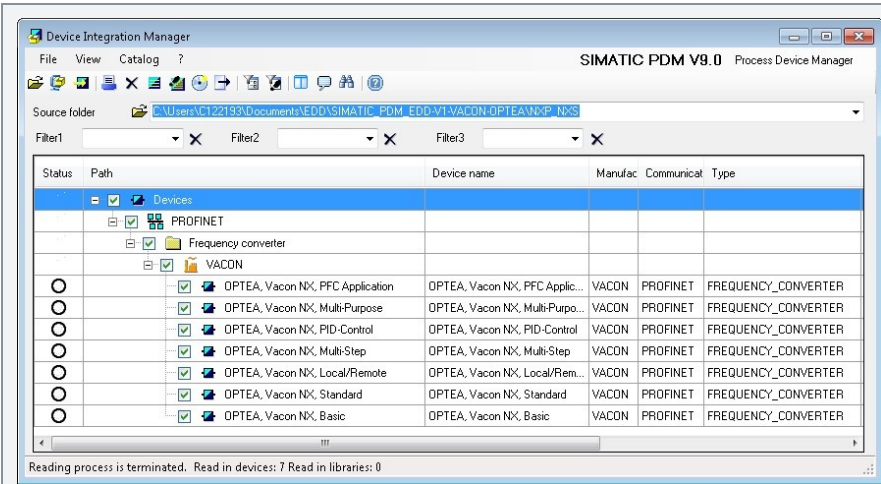 Device Integration Manager
File View Catalog ? SIMATIC PDM V9.0 Process Device Manager
Source folder C:\Users\C122193\Documents\EDD\SIMATIC_PDM_EDD-V1-VACON-OPTEA\NXP_NXS
Filter1 Filter2 Filter3
Status Path Device name Manufac Communicat Type
Devices
PROFINET
Frequency converter
VACON
OPTEA, Vacon NX, PFC Application OPTEA, Vacon NX, PFC Applic... VACON PROFINET FREQUENCY_CONVERTER
OPTEA, Vacon NX, Multi-Purpose OPTEA, Vacon NX, Multi-Purpo... VACON PROFINET FREQUENCY_CONVERTER
OPTEA, Vacon NX, PID-Control OPTEA, Vacon NX, PID-Control VACON PROFINET FREQUENCY_CONVERTER
OPTEA, Vacon NX, Multi-Step OPTEA, Vacon NX, Multi-Step VACON PROFINET FREQUENCY_CONVERTER
OPTEA, Vacon NX, Local/Remote OPTEA, Vacon NX, Local/Rem... VACON PROFINET FREQUENCY_CONVERTER
OPTEA, Vacon NX, Standard OPTEA, Vacon NX, Standard VACON PROFINET FREQUENCY_CONVERTER
OPTEA, Vacon NX, Basic OPTEA, Vacon NX, Basic VACON PROFINET FREQUENCY_CONVERTER
Reading process is terminated. Read in devices: 7 Read in libraries: 0